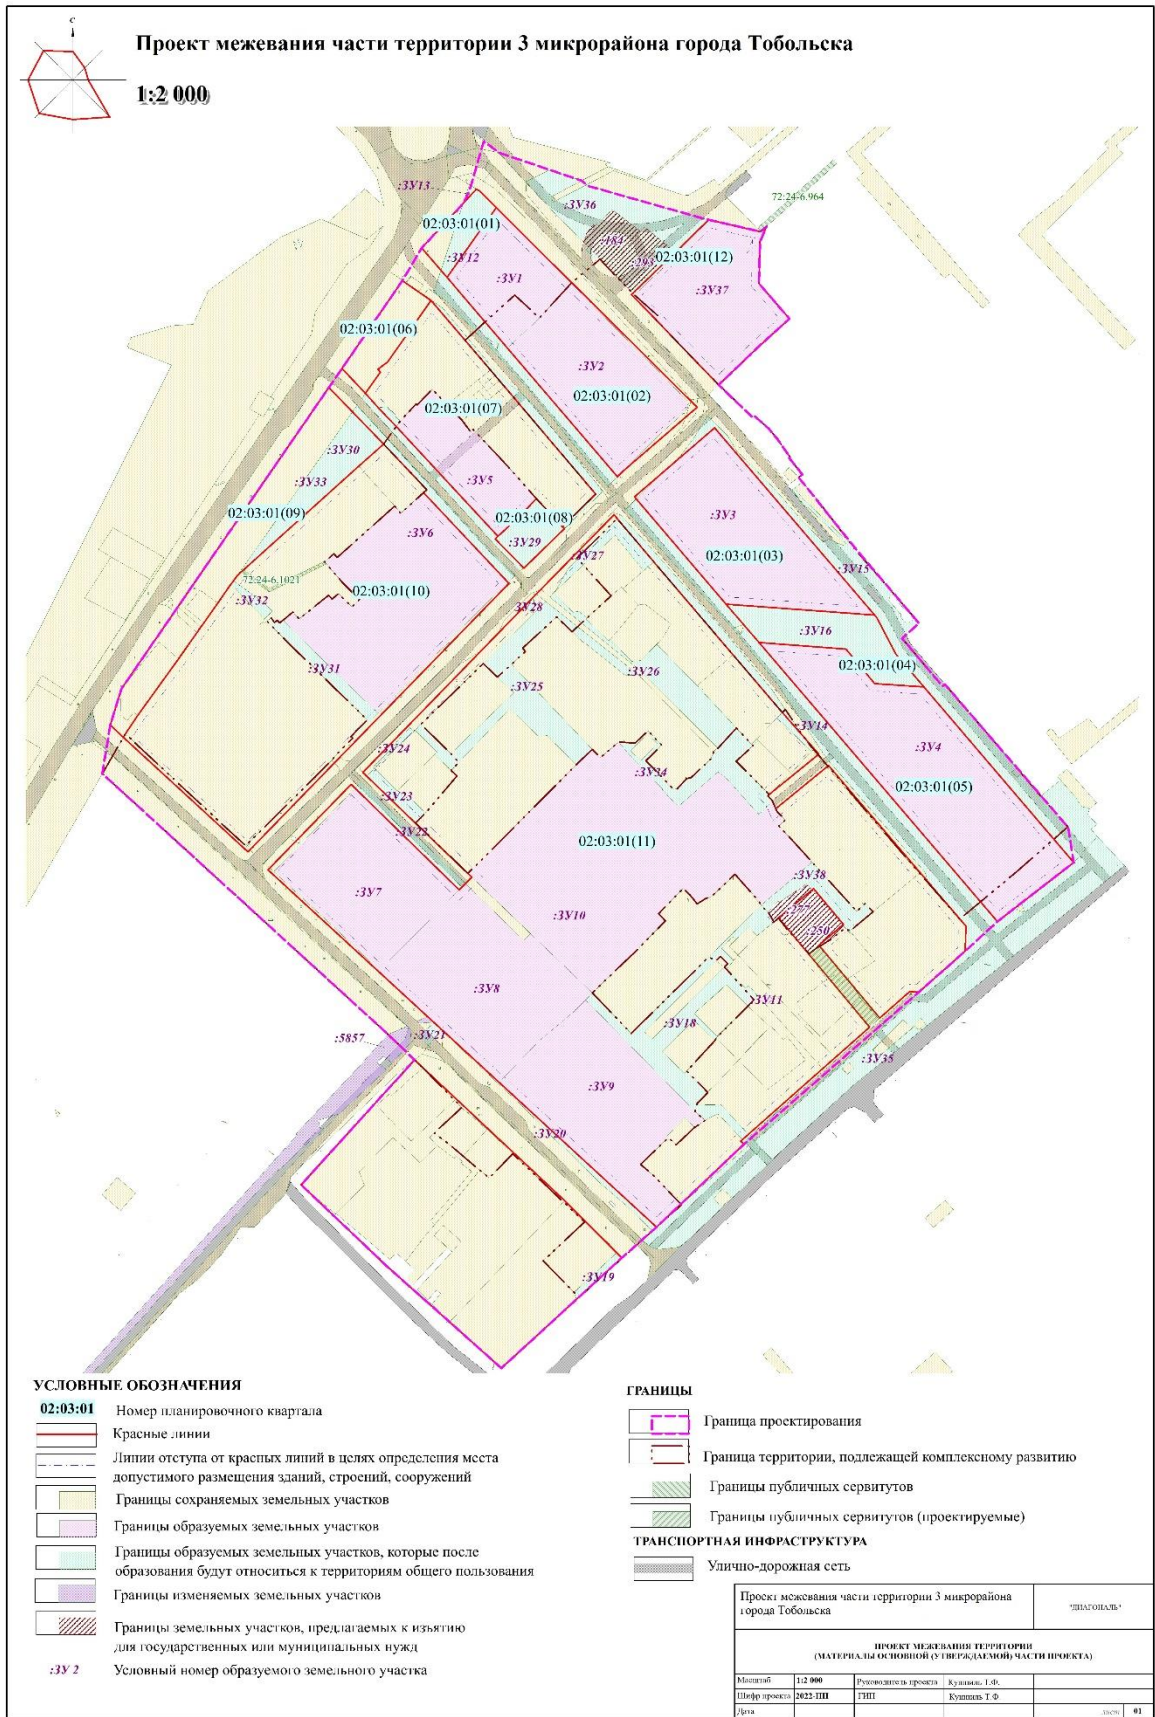 с
Проект межевания части территории 3 микрорайона города Тобольска
1:2 000
:ЗУ13
72:24-6.964
:ЗУ36
02:03:01(01)
:184
:293
02:03:01(12)
:ЗУ12
:ЗУ1
:ЗУ37
02:03:01(06)
:ЗУ2
02:03:01(02)
02:03:01(07)
:ЗУ30
:ЗУ33
:ЗУ5
02:03:01(09)
02:03:01(08)
:ЗУ3
:ЗУ6
:ЗУ29
:ЗУ27
02:03:01(03)
:ЗУ15
72:24-6.1021
02:03:01(10)
:ЗУ32
:ЗУ28
:ЗУ16
02:03:01(04)
:ЗУ31
:ЗУ26
:ЗУ25
:ЗУ14
:ЗУ24
:ЗУ4
:ЗУ34
02:03:01(05)
:ЗУ23
:ЗУ22
02:03:01(11)
:ЗУ38
:ЗУ7
:ЗУ10
:277
:250
:ЗУ8
:ЗУ11
:ЗУ18
:5857
:ЗУ21
:ЗУ35
:ЗУ9
:ЗУ20
:ЗУ19
УСЛОВНЫЕ ОБОЗНАЧЕНИЯ
02:03:01 Номер планировочного квартала
Красные линии
Линии отступа от красных линий в целях определения места
допустимого размещения зданий, строений, сооружений
Границы сохраняемых земельных участков
Границы образуемых земельных участков
Границы образуемых земельных участков, которые после
образования будут относиться к территориям общего пользования
Границы изменяемых земельных участков
Границы земельных участков, предлагаемых к изъятию
для государственных или муниципальных нужд
:ЗУ 2 Условный номер образуемого земельного участка
ГРАНИЦЫ
Граница проектирования
Граница территории, подлежащей комплексному развитию
Границы публичных сервитутов
Границы публичных сервитутов (проектируемые)
ТРАНСПОРТНАЯ ИНФРАСТРУКТУРА
Улично-дорожная сеть
Проект межевания части территории 3 микрорайона
города Тобольска
"ДИАГОНАЛЬ"
ПРОЕКТ МЕЖЕВАНИЯ ТЕРРИТОРИИ
(МАТЕРИАЛЫ ОСНОВНОЙ (УТВЕРЖДАЕМОЙ) ЧАСТИ ПРОЕКТА)
Масштаб 1:2 000 Руководитель проекта
Шифр проекта 2022-ПП ГИП
Дата лист 01